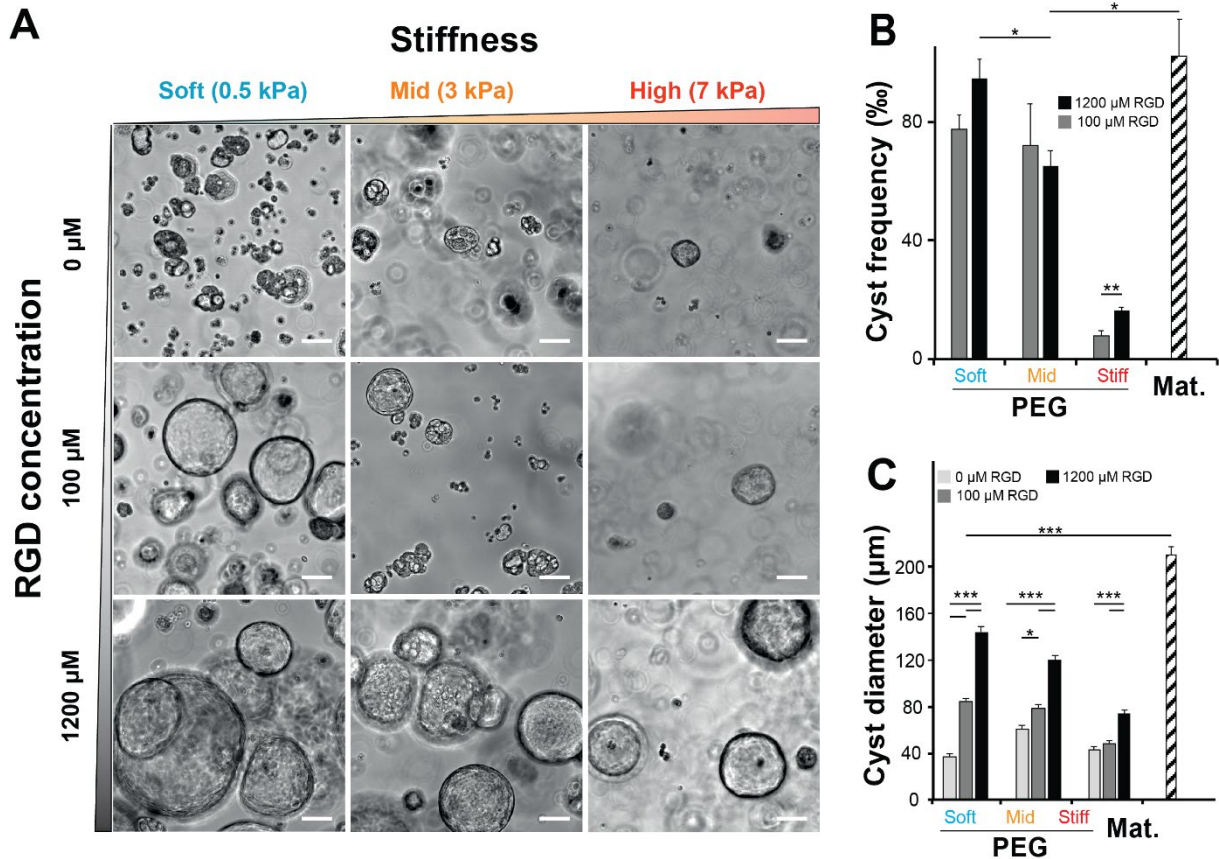 A
Stiffness
Soft (0.5 kPa)
Mid (3 kPa)
High (7 kPa)
RGD concentration
0 µM
100 µM
1200 µM
B
Cyst frequency (‰)
80
40
0
*
*
**
1200 µM RGD
100 µM RGD
Soft
Mid
Stiff
PEG
Mat.
C
Cyst diameter (µm)
200
160
120
80
40
0
0 µM RGD
1200 µM RGD
100 µM RGD
***
***
***
***
*
Soft
Mid
Stiff
PEG
Mat.